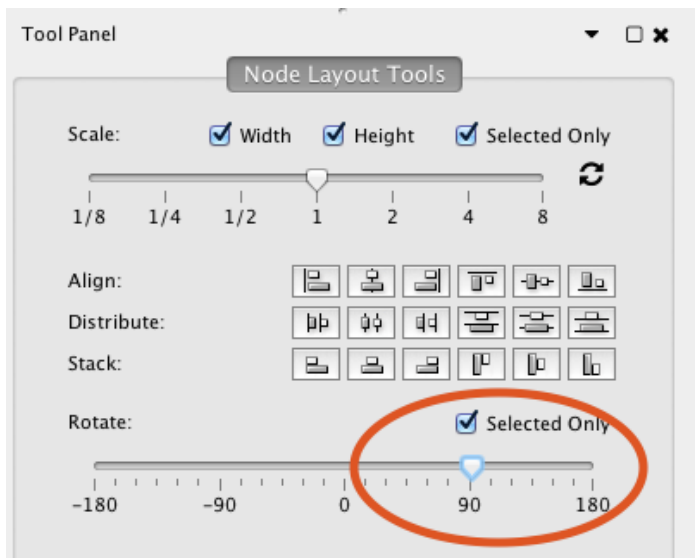 Tool Panel
Node Layout Tools
Scale: Width Height Selected Only
1/8 1/4 1/2 1 2 4 8
Align:
Distribute:
Stack:
Rotate: Selected Only
-180 -90 0 90 180